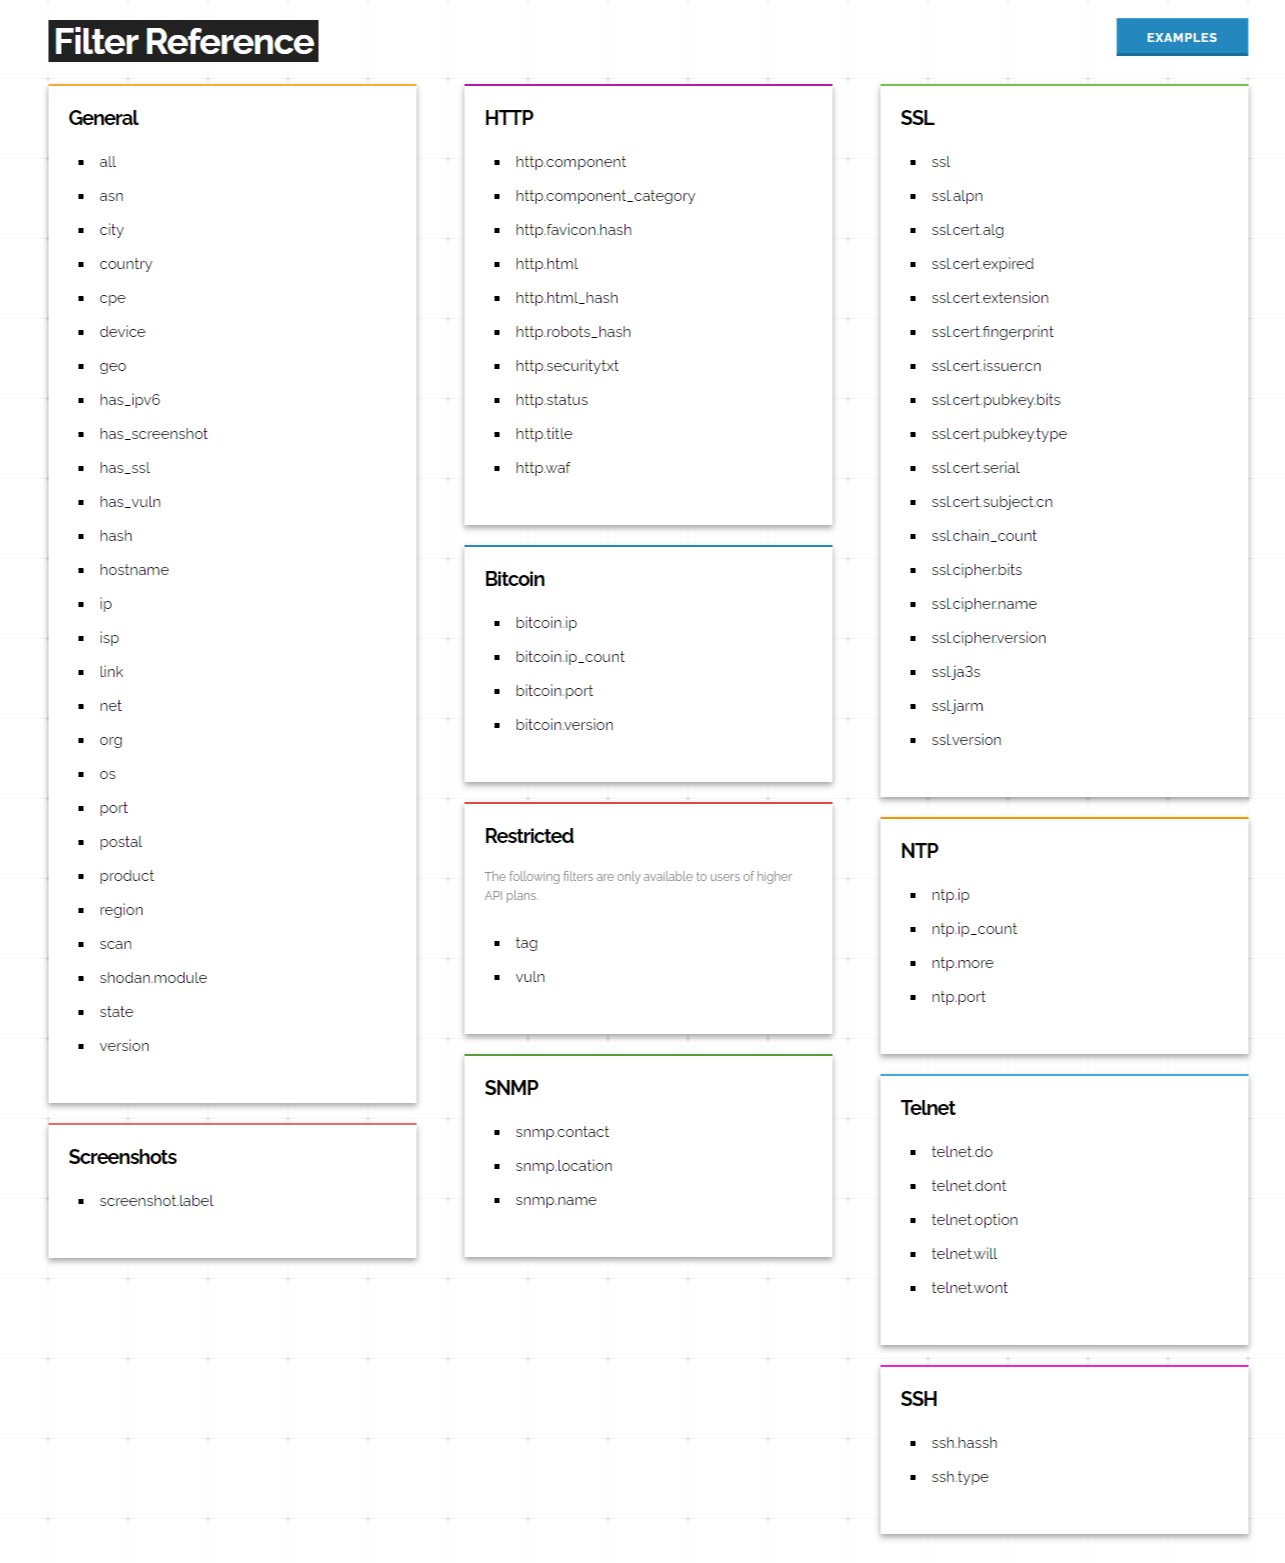 Filter Reference
EXAMPLES
General
all
asn
city
country
cpe
device
geo
has_ipv6
has_screenshot
has_ssl
has_vuln
hash
hostname
ip
isp
link
net
org
os
port
postal
product
region
scan
shodan.module
state
version
Screenshots
screenshot.label
HTTP
http.component
http.component_category
http.favicon.hash
http.html
http.html_hash
http.robots_hash
http.securitytxt
http.status
http.title
http.waf
Bitcoin
bitcoin.ip
bitcoin.ip_count
bitcoin.port
bitcoin.version
Restricted
The following filters are only available to users of higher
API plans.
tag
vuln
SNMP
snmp.contact
snmp.location
snmp.name
SSL
ssl
ssl.alpn
ssl.cert.alg
ssl.cert.expired
ssl.cert.extension
ssl.cert.fingerprint
ssl.cert.issuer.cn
ssl.cert.pubkey.bits
ssl.cert.pubkey.type
ssl.cert.serial
ssl.cert.subject.cn
ssl.chain_count
ssl.cipher.bits
ssl.cipher.name
ssl.cipher.version
ssl.ja3s
ssl.jarm
ssl.version
NTP
ntp.ip
ntp.ip_count
ntp.more
ntp.port
Telnet
telnet.do
telnet.dont
telnet.option
telnet.will
telnet.wont
SSH
ssh.hassh
ssh.type